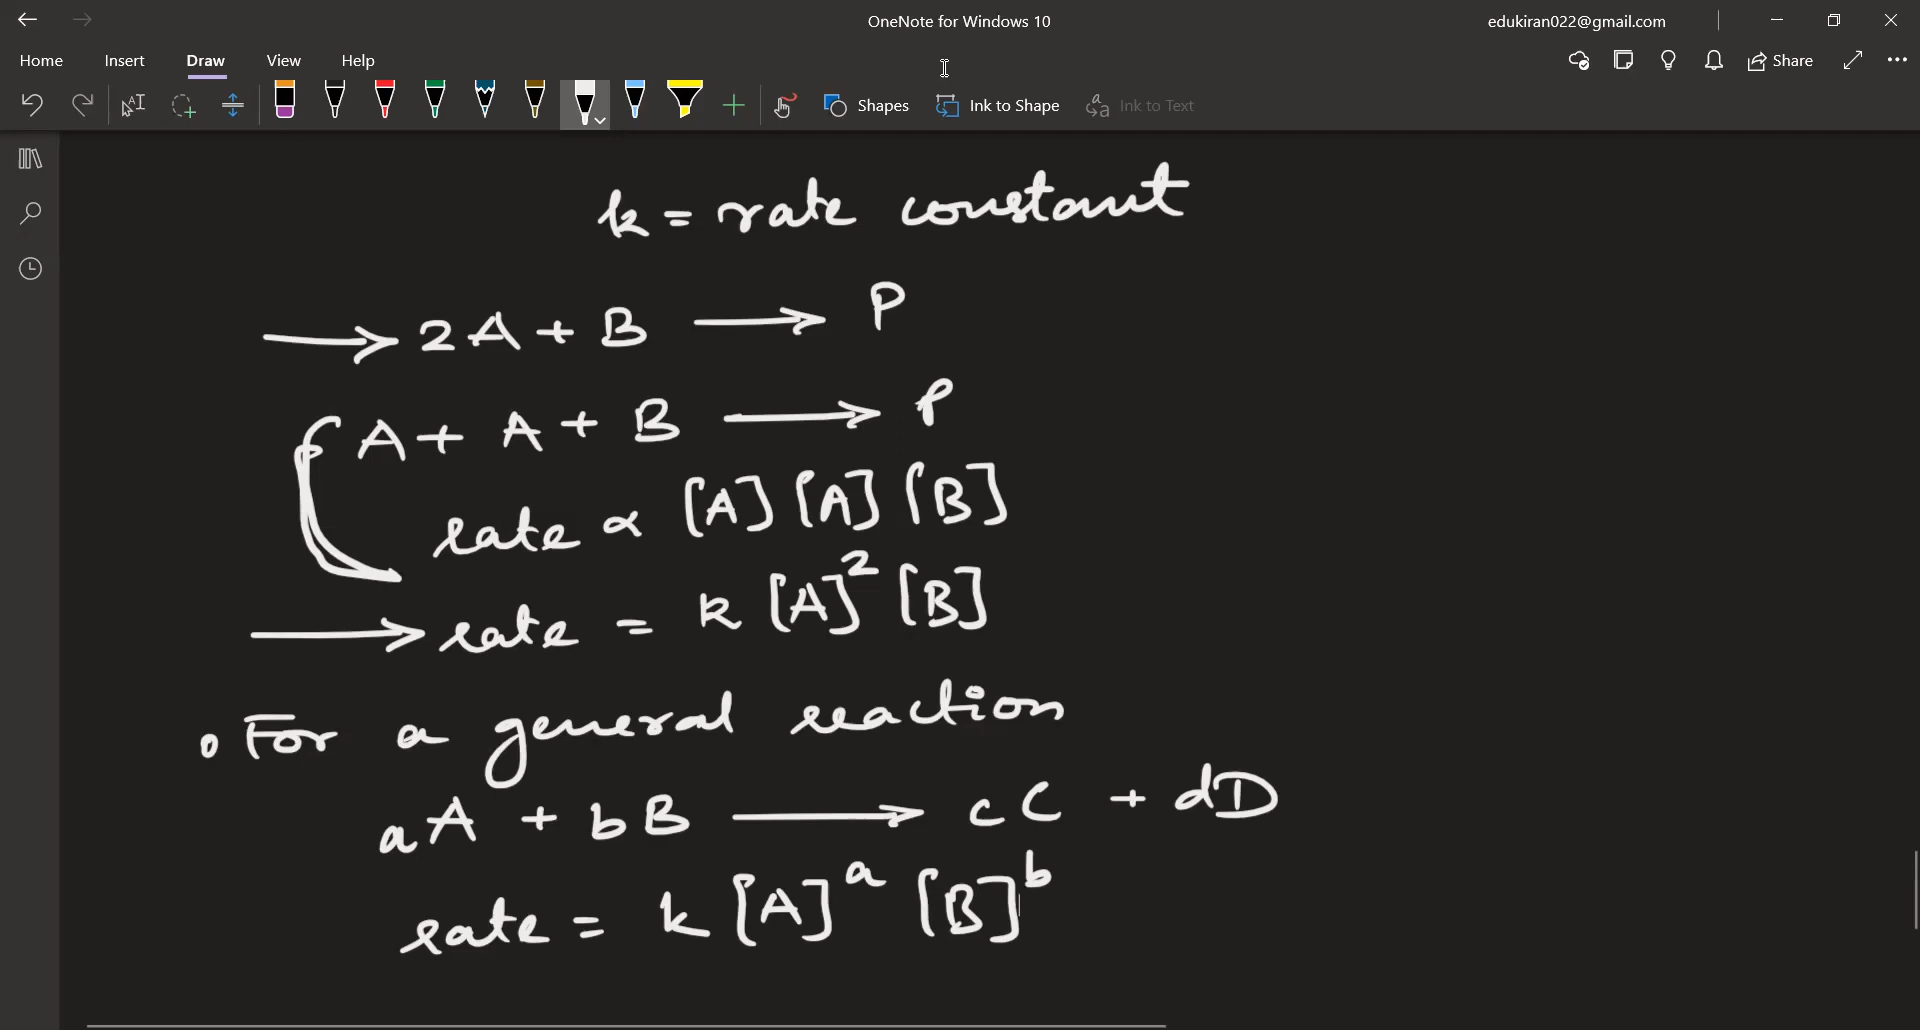 OneNote for Windows 10
edukiran022@gmail.com
Home Insert Draw View Help
Share
Shapes Ink to Shape Ink to Text
k = rate constant
→ 2A + B → P
A + A + B → P
rate ∝ [A] [A] [B]
→ rate = k [A]² [B]
• For a general reaction
aA + bB → cC + dD
rate = k [A]ᵃ [B]ᵇ